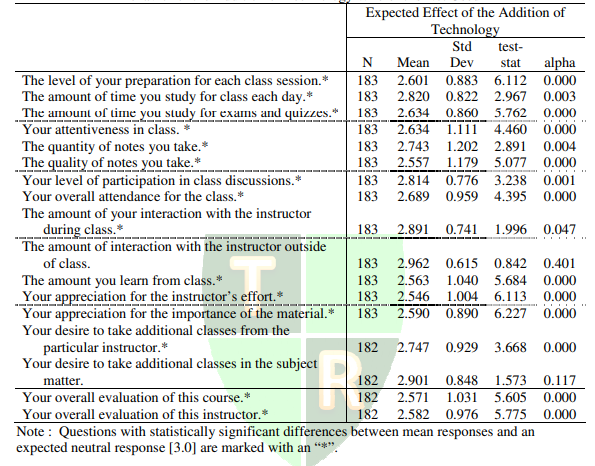 Expected Effect of the Addition of
Technology
Std test-
N Mean Dev stat alpha
The level of your preparation for each class session.* 183 2.601 0.883 6.112 0.000
The amount of time you study for class each day.* 183 2.820 0.822 2.967 0.003
The amount of time you study for exams and quizzes.* 183 2.634 0.860 5.762 0.000
Your attentiveness in class. * 183 2.634 1.111 4.460 0.000
The quantity of notes you take.* 183 2.743 1.202 2.891 0.004
The quality of notes you take.* 183 2.557 1.179 5.077 0.000
Your level of participation in class discussions.* 183 2.814 0.776 3.238 0.001
Your overall attendance for the class.* 183 2.689 0.959 4.395 0.000
The amount of your interaction with the instructor
during class.* 183 2.891 0.741 1.996 0.047
The amount of interaction with the instructor outside
of class. 183 2.962 0.615 0.842 0.401
The amount you learn from class.* 183 2.563 1.040 5.684 0.000
Your appreciation for the instructor's effort.* 183 2.546 1.004 6.113 0.000
Your appreciation for the importance of the material.* 183 2.590 0.890 6.227 0.000
Your desire to take additional classes from the
particular instructor.* 182 2.747 0.929 3.668 0.000
Your desire to take additional classes in the subject
matter. 182 2.901 0.848 1.573 0.117
Your overall evaluation of this course.* 182 2.571 1.031 5.605 0.000
Your overall evaluation of this instructor.* 182 2.582 0.976 5.775 0.000
Note : Questions with statistically significant differences between mean responses and an
expected neutral response [3.0] are marked with an "*".
T
R